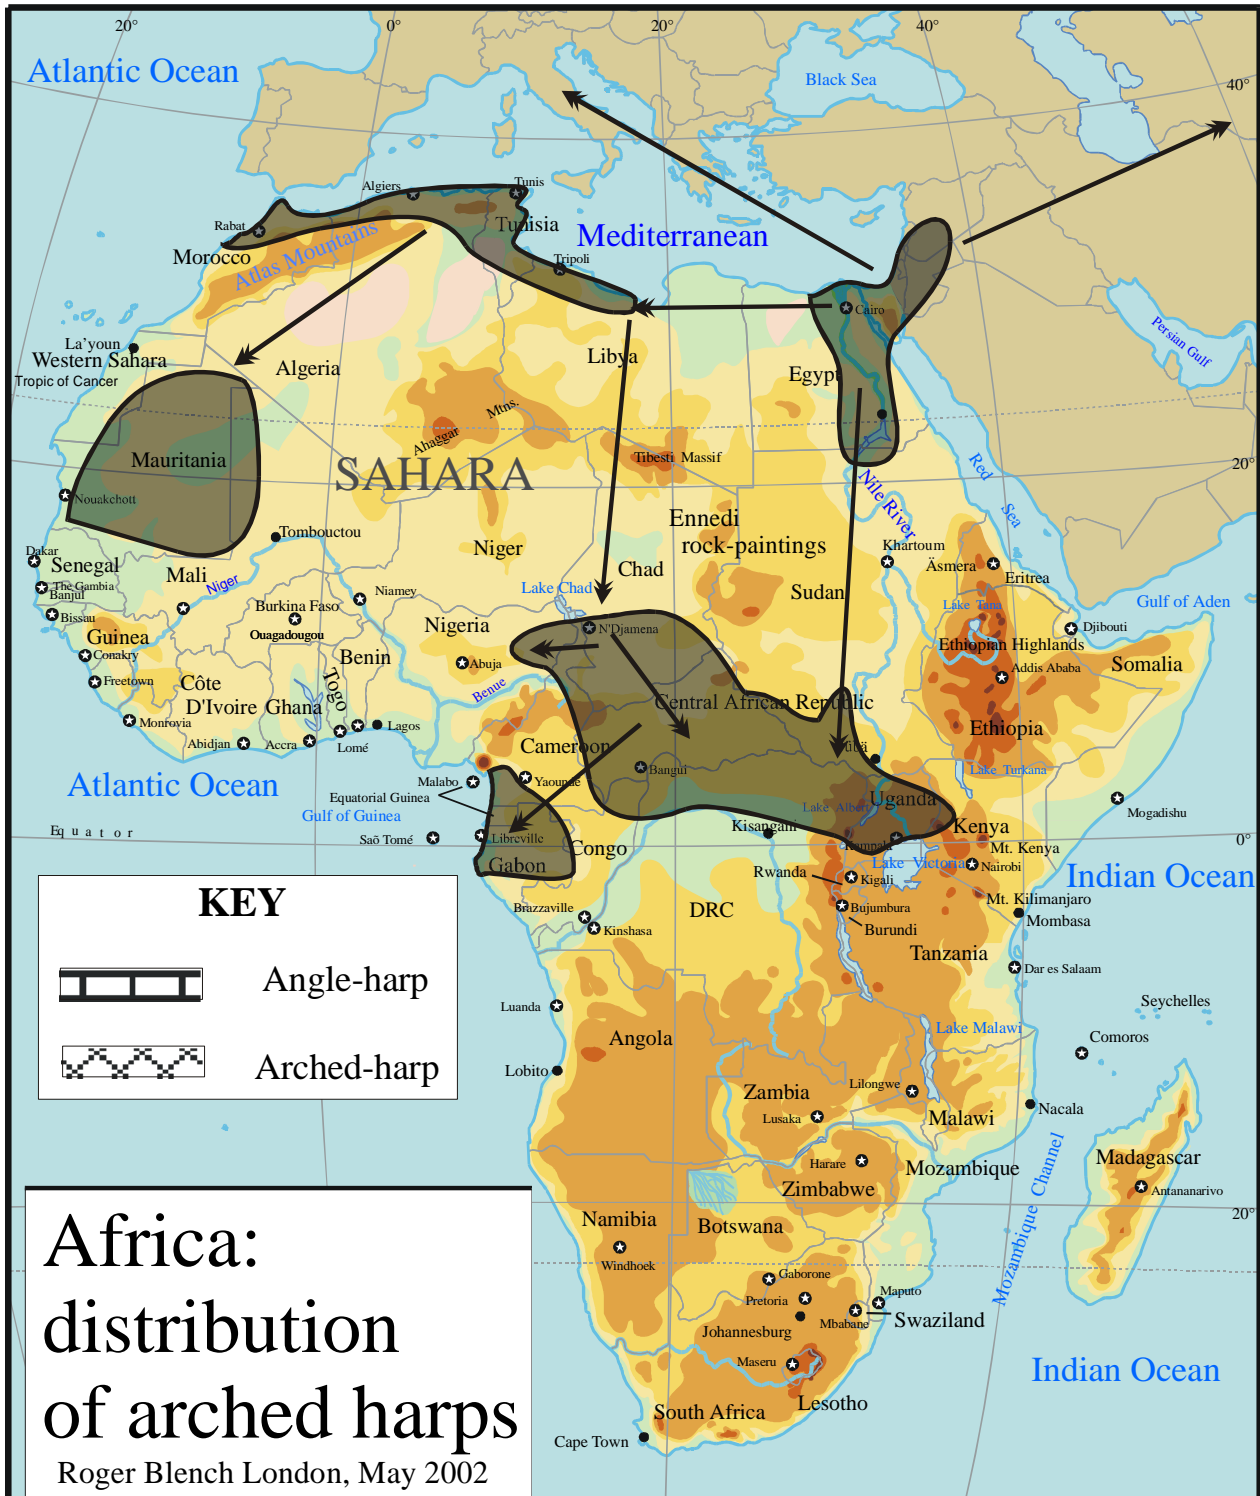 20°
0°
20°
40°
Atlantic Ocean
Black Sea
40°
Algiers
Tunis
Rabat
Tunisia
Mediterranean
Morocco
Atlas Mountains
Tripoli
Cairo
Persian Gulf
La'youn
Western Sahara
Tropic of Cancer
Algeria
Libya
Egypt
Mtns.
Ahaggar
Mauritania
SAHARA
Tibesti Massif
Red Sea
20°
Nouakchott
Nile River
Ennedi
rock-paintings
Tombouctou
Khartoum
Dakar
Senegal
Niger
Chad
Äsmera
Eritrea
The Gambia
Banjul
Mali
Niger
Lake Chad
Sudan
Niamey
Burkina Faso
Lake Tana
Gulf of Aden
Bissau
Guinea
Ouagadougou
Nigeria
N'Djamena
Djibouti
Ethiopian Highlands
Conakry
Benin
Abuja
Addis Ababa
Somalia
Freetown
Côte
D'Ivoire
Ghana
Togo
Benue
Central African Republic
Monrovia
Lagos
Ethiopia
Abidjan
Accra
Lomé
Cameroon
Atlantic Ocean
Malabo
Yaounde
Bangui
Lake Turkana
Equatorial Guinea
Uganda
Lake Albert
Gulf of Guinea
Mogadishu
Equator
Saõ Tomé
Libreville
Kisangani
Kenya
0°
Congo
Kampala
Mt. Kenya
Gabon
Lake Victoria
Nairobi
Rwanda
Kigali
Indian Ocean
KEY
Brazzaville
DRC
Bujumbura
Mt. Kilimanjaro
Mombasa
Kinshasa
Burundi
Tanzania
Angle-harp
Dar es Salaam
Luanda
Seychelles
Angola
Lake Malawi
Comoros
Arched-harp
Lobito
Zambia
Lilongwe
Lusaka
Malawi
Nacala
Harare
Mozambique
Madagascar
Zimbabwe
Antananarivo
Mozambique Channel
Namibia
Botswana
20°
Windhoek
Gaborone
Pretoria
Maputo
Mbabane
Swaziland
Johannesburg
Maseru
Indian Ocean
Lesotho
South Africa
Cape Town
Africa:
distribution
of arched harps
Roger Blench London, May 2002